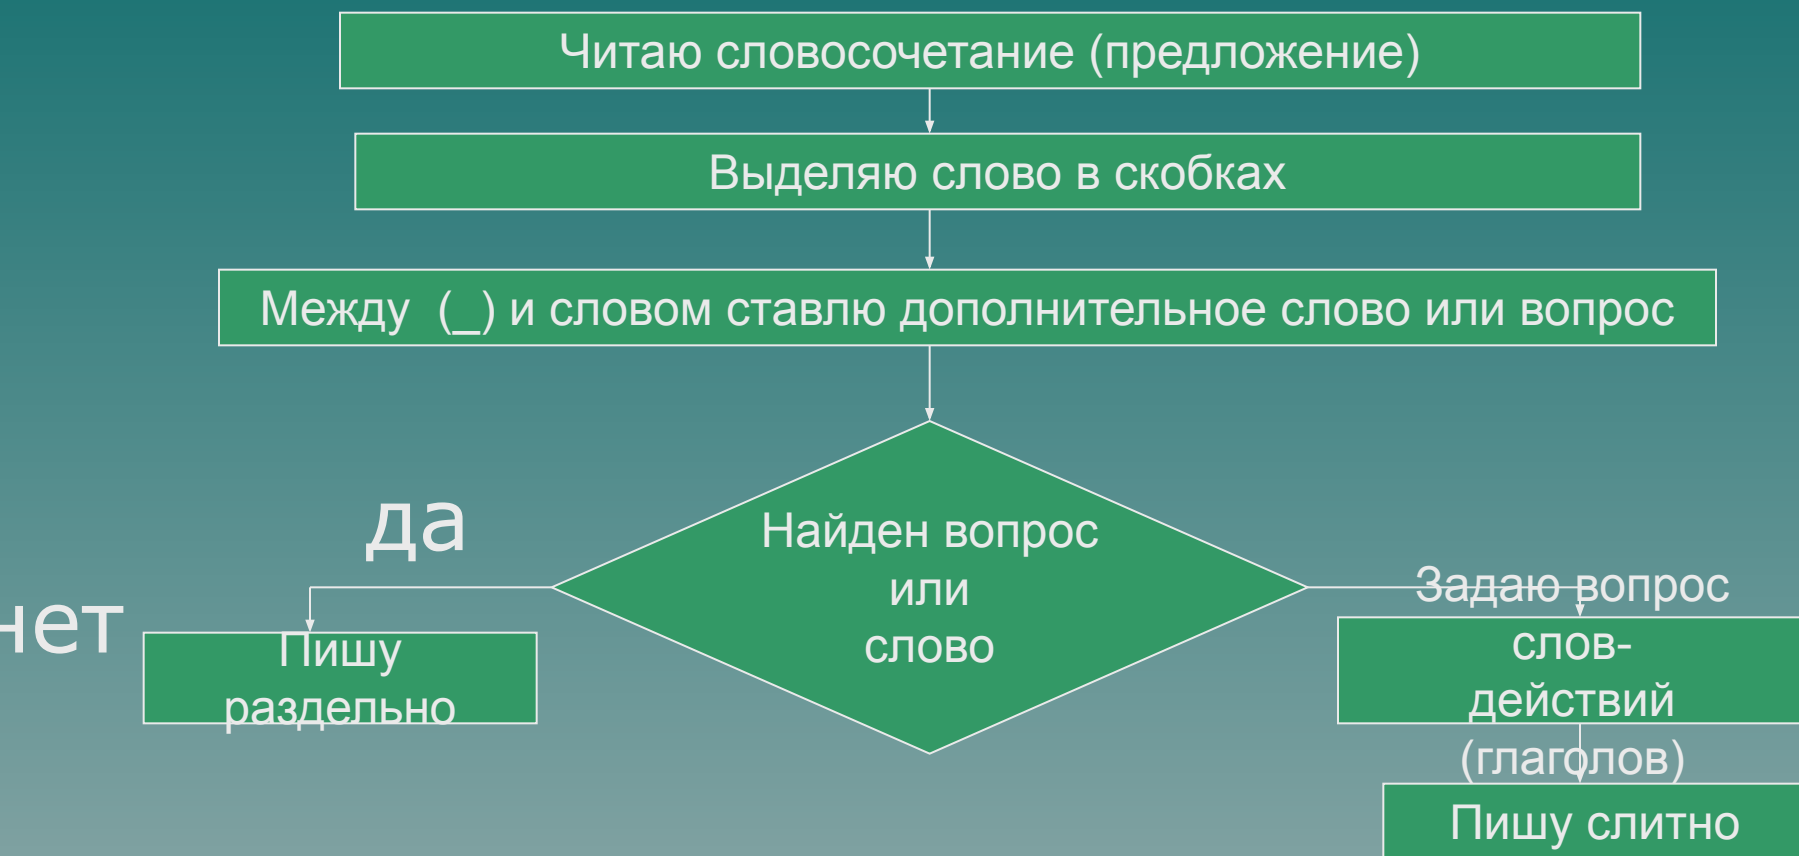 Читаю словосочетание (предложение)
Выделяю слово в скобках
Между (_) и словом ставлю дополнительное слово или вопрос
да
нет
Найден вопрос
или
слово
Пишу
раздельно
Задаю вопрос
слов-
действий
(глаголов)
Пишу слитно